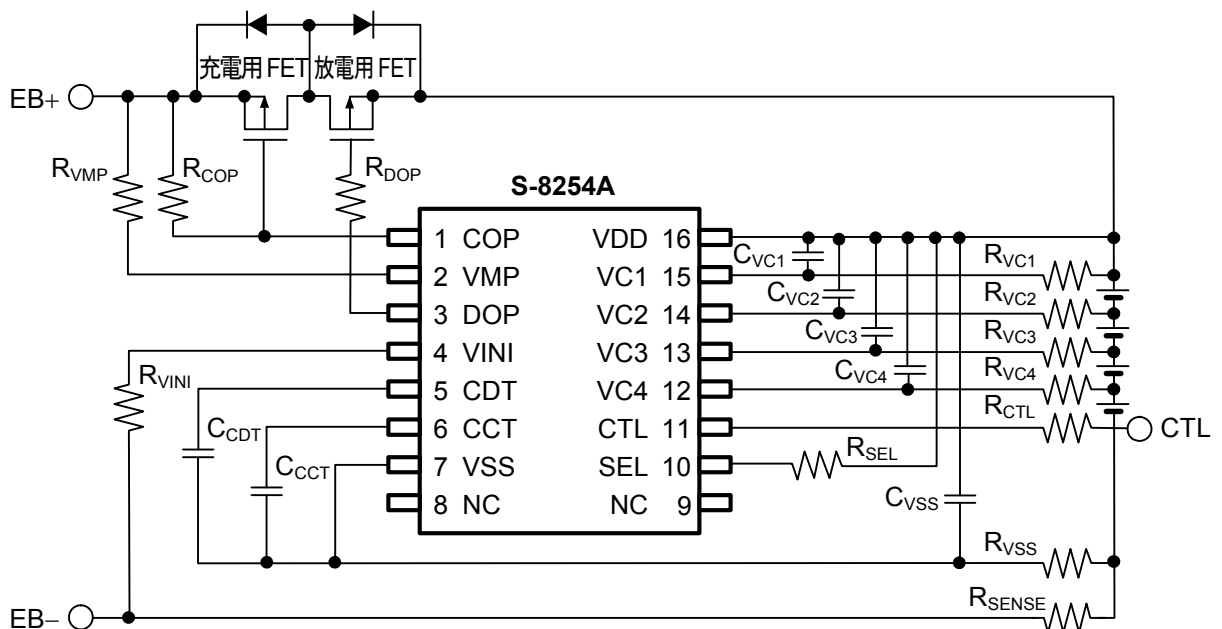 充電用 FET 放電用 FET
EB+
RVMP
RCOP
RDOP
S-8254A
1 COP
2 VMP
3 DOP
4 VINI
5 CDT
6 CCT
7 VSS
8 NC
VDD 16
VC1 15
VC2 14
VC3 13
VC4 12
CTL 11
SEL 10
NC 9
CVC1
CVC2
CVC3
CVC4
RVC1
RVC2
RVC3
RVC4
RCTL
CTL
RSEL
CVSS
RVSS
RSENSE
RVINI
CCDT
CCCT
EB−